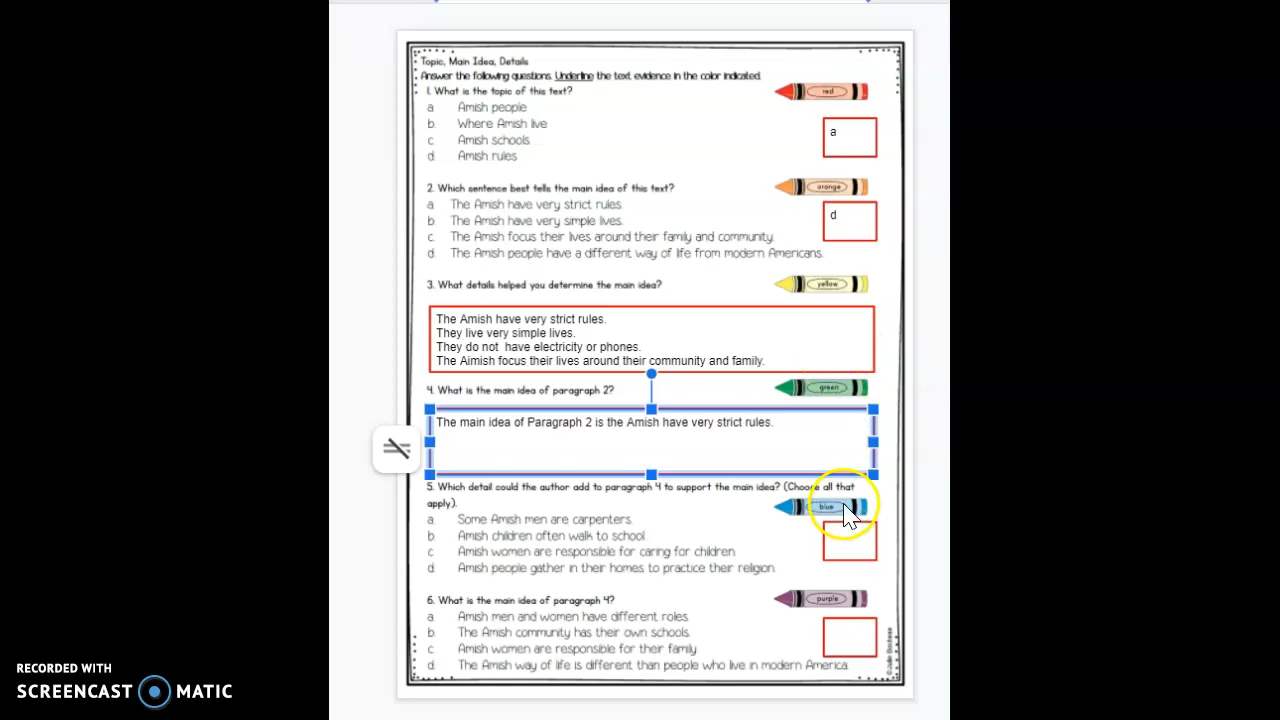 Topic, Main Idea, Details
Answer the following questions. Underline the text evidence in the color indicated.
1. What is the topic of this text?
red
a Amish people
b. Where Amish live
c. Amish schools
d. Amish rules
a
2. Which sentence best tells the main idea of this text?
orange
a The Amish have very strict rules.
b. The Amish have very simple lives.
c. The Amish focus their lives around their family and community.
d. The Amish people have a different way of life from modern Americans.
d
3. What details helped you determine the main idea?
yellow
The Amish have very strict rules.
They live very simple lives.
They do not have electricity or phones.
The Aimish focus their lives around their community and family.
4. What is the main idea of paragraph 2?
green
The main idea of Paragraph 2 is the Amish have very strict rules.
5. Which detail could the author add to paragraph 4 to support the main idea? (Choose all that
apply).
blue
a. Some Amish men are carpenters.
b. Amish children often walk to school.
c Amish women are responsible for caring for children.
d. Amish people gather in their homes to practice their religion.
6. What is the main idea of paragraph 4?
purple
a Amish men and women have different roles.
b. The Amish community has their own schools.
c. Amish women are responsible for their family
d. The Amish way of life is different than people who live in modern America.
RECORDED WITH
SCREENCAST MATIC